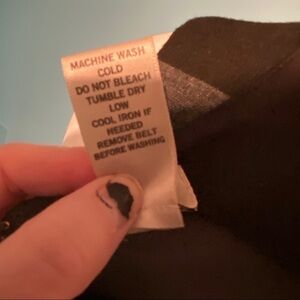 MACHINE WASH
COLD
DO NOT BLEACH
TUMBLE DRY
LOW
COOL IRON IF
NEEDED
REMOVE BELT
BEFORE WASHING